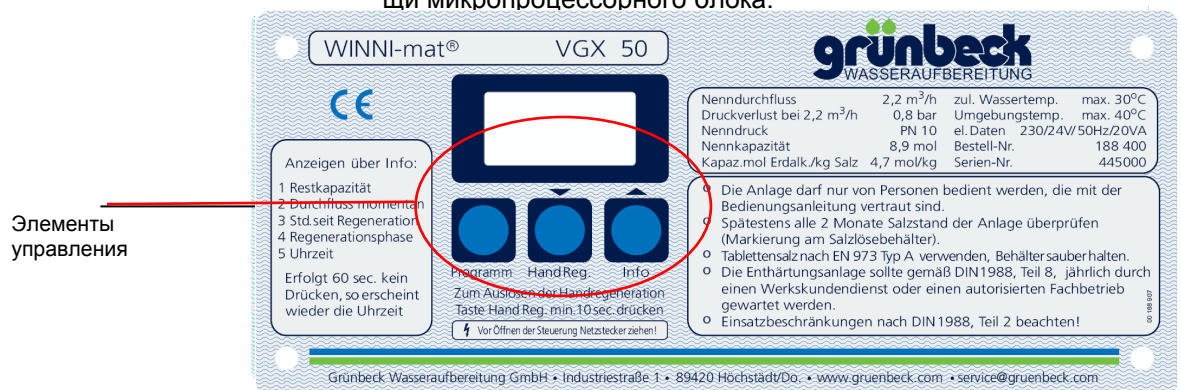 щи микропроцессорного блока.
WINNI-mat® VGX 50
grünbeck
WASSERAUFBEREITUNG
CE
Nenndurchfluss 2,2 m³/h zul. Wassertemp. max. 30°C
Druckverlust bei 2,2 m³/h 0,8 bar Umgebungstemp. max. 40°C
Nenndruck PN 10 el. Daten 230/24V/50Hz/20VA
Nennkapazität 8,9 mol Bestell-Nr. 188 400
Kapaz.mol Erdalk./kg Salz 4,7 mol/kg Serien-Nr. 445000
Anzeigen über Info:
1 Restkapazität
2 Durchfluss momentan
3 Std.seit Regeneration
4 Regenerationsphase
5 Uhrzeit
Erfolgt 60 sec. kein
Drücken, so erscheint
wieder die Uhrzeit
Элементы
управления
Programm Hand Reg. Info
Zum Auslösen der Handregeneration
Taste Hand Reg. min.10 sec. drücken
Vor Öffnen der Steuerung Netzstecker ziehen!
o Die Anlage darf nur von Personen bedient werden, die mit der
Bedienungsanleitung vertraut sind.
o Spätestens alle 2 Monate Salzstand der Anlage überprüfen
(Markierung am Salzlösebehälter).
o Tablettensalz nach EN 973 Typ A verwenden, Behälter sauber halten.
o Die Enthärtungsanlage sollte gemäß DIN 1988, Teil 8, jährlich durch
einen Werkskundendienst oder einen autorisierten Fachbetrieb
gewartet werden.
o Einsatzbeschränkungen nach DIN 1988, Teil 2 beachten!
00 188 907
Grünbeck Wasseraufbereitung GmbH • Industriestraße 1 • 89420 Höchstädt/Do. • www.gruenbeck.com • service@gruenbeck.com